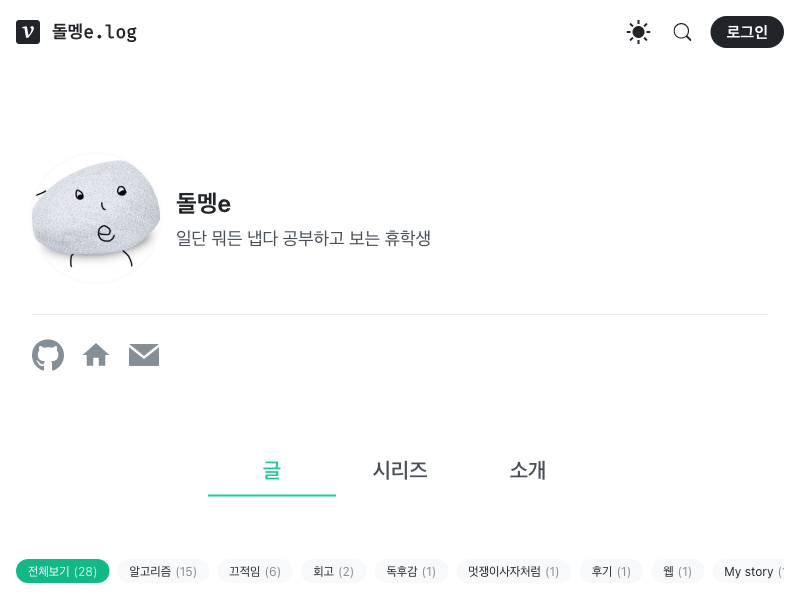 돌멩e.log
로그인
돌멩e
일단 뭐든 냅다 공부하고 보는 휴학생
글 시리즈 소개
전체보기 (28) 알고리즘 (15) 끄적임 (6) 회고 (2) 독후감 (1) 멋쟁이사자처럼 (1) 후기 (1) 웹 (1) My story